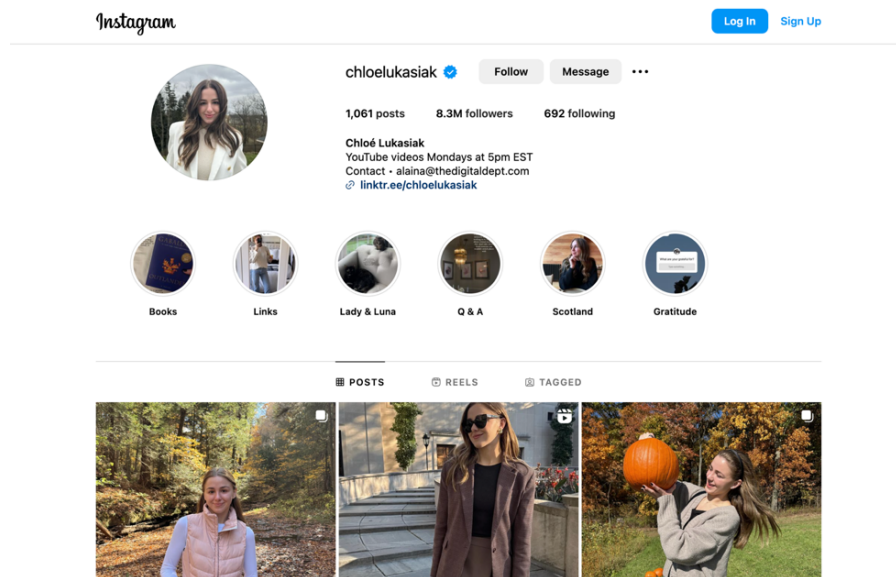 Instagram
Log In
Sign Up
chloelukasiak
Follow
Message
1,061 posts
8.3M followers
692 following
Chloé Lukasiak
YouTube videos Mondays at 5pm EST
Contact • alaina@thedigitaldept.com
linktr.ee/chloelukasiak
Books
Links
Lady & Luna
Q & A
Scotland
Gratitude
POSTS
REELS
TAGGED